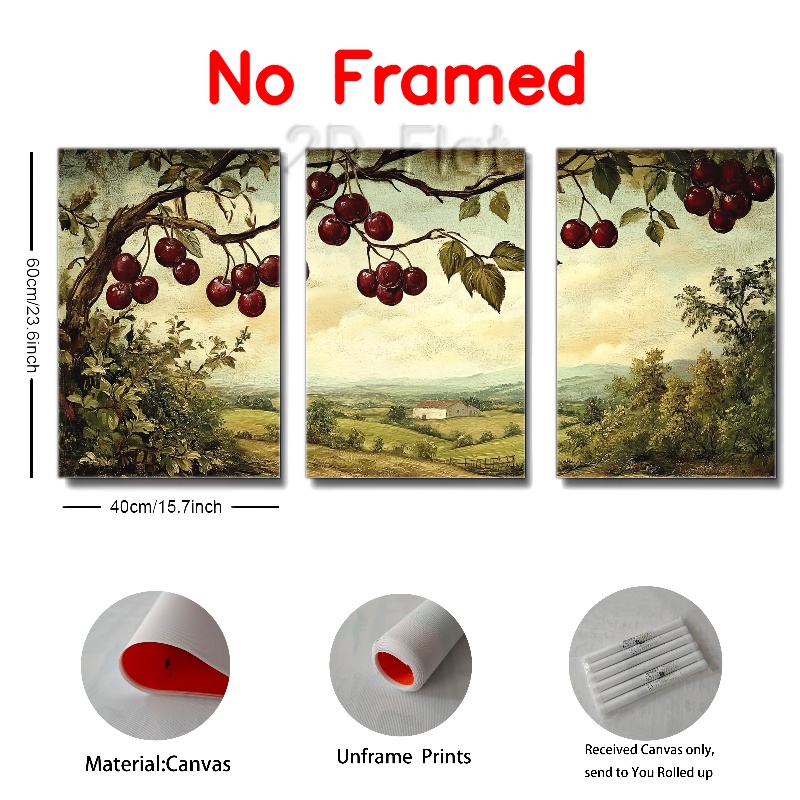 No Framed
2D Flat
60cm/23.6inch
40cm/15.7inch
Material:Canvas
Unframe Prints
Received Canvas only,
send to You Rolled up